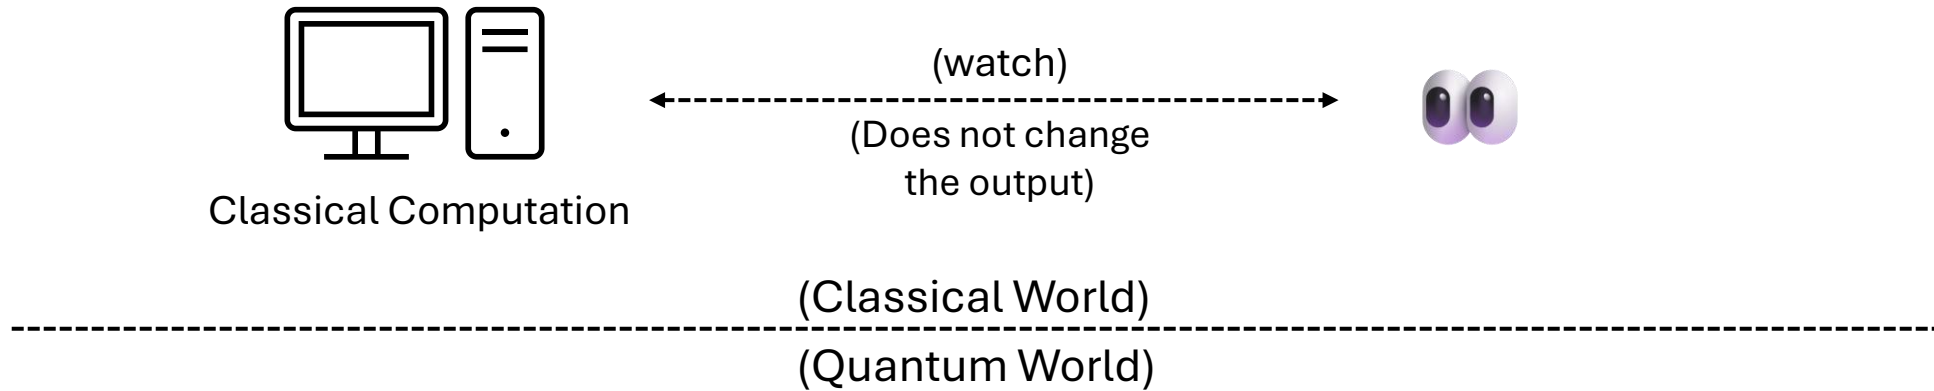 (watch)
(Does not change
the output)
Classical Computation
(Classical World)
(Quantum World)